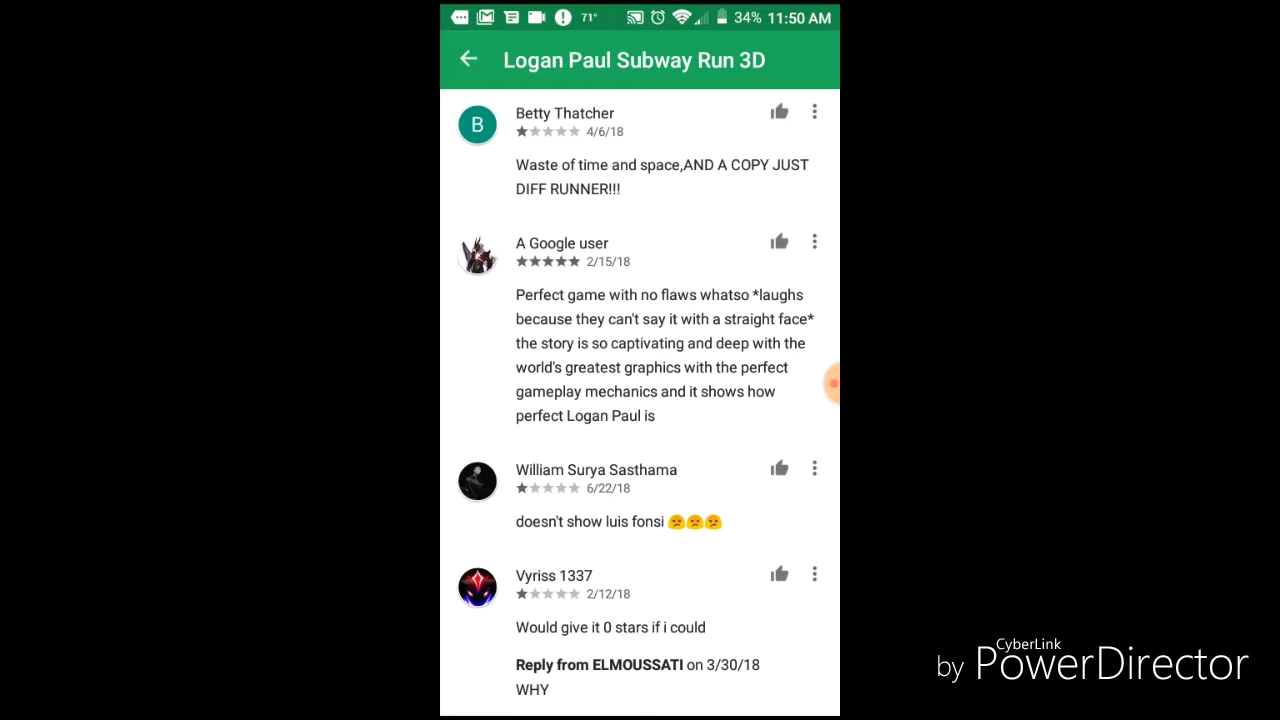 71° 34% 11:50 AM
Logan Paul Subway Run 3D
B
Betty Thatcher
4/6/18
Waste of time and space,AND A COPY JUST
DIFF RUNNER!!!
A Google user
2/15/18
Perfect game with no flaws whatso *laughs
because they can't say it with a straight face*
the story is so captivating and deep with the
world's greatest graphics with the perfect
gameplay mechanics and it shows how
perfect Logan Paul is
William Surya Sasthama
6/22/18
doesn't show luis fonsi 😠😠😠
Vyriss 1337
2/12/18
Would give it 0 stars if i could
Reply from ELMOUSSATI on 3/30/18
WHY
CyberLink
by PowerDirector